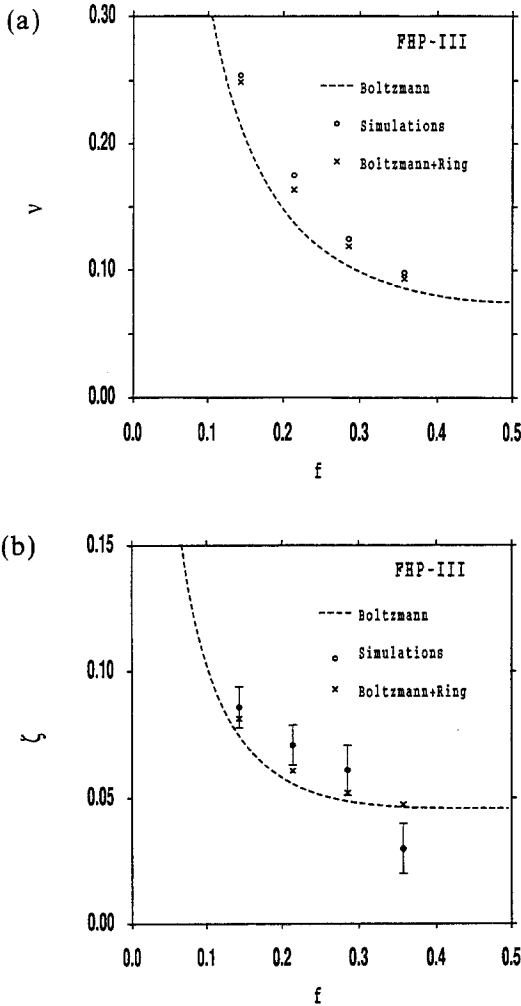 (a)
0.30
0.20
0.10
0.00
ν
FHP-III
Boltzmann
Simulations
Boltzmann+Ring
0.0 0.1 0.2 0.3 0.4 0.5
f
(b)
0.15
0.10
0.05
0.00
ζ
FHP-III
Boltzmann
Simulations
Boltzmann+Ring
0.0 0.1 0.2 0.3 0.4 0.5
f